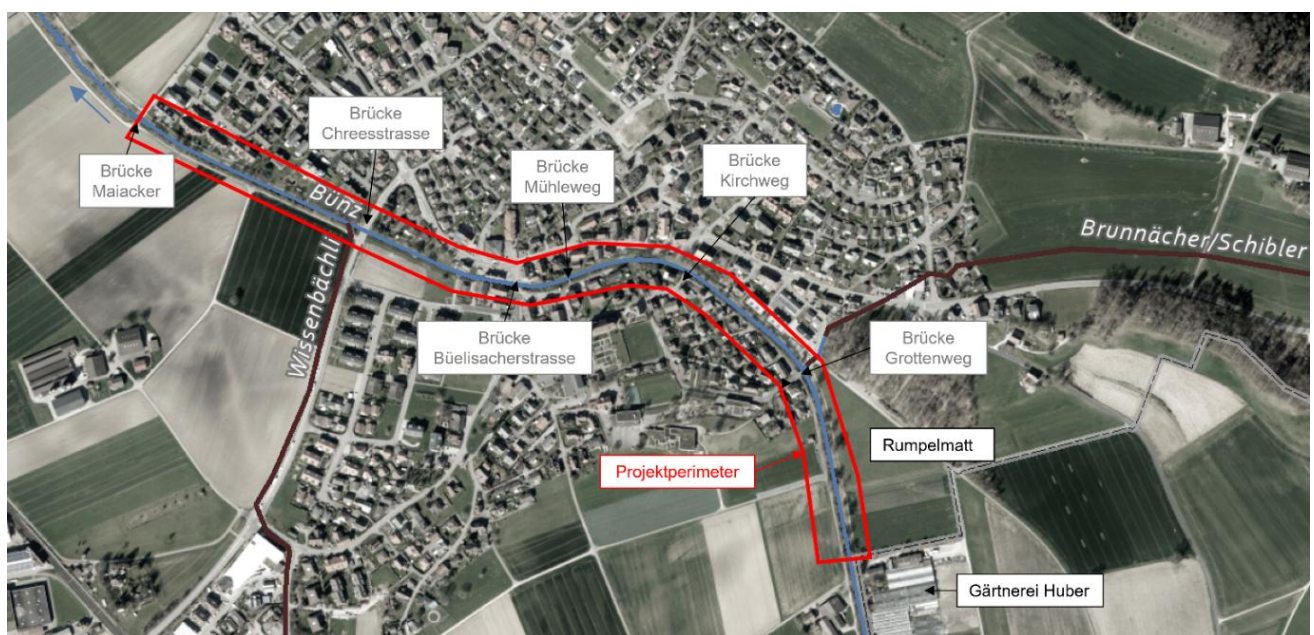 Brücke
Chreesstrasse
Brücke
Maiacker
Bünz
Brücke
Mühleweg
Brücke
Kirchweg
Brunnächer/Schibler
Wissenbächli
Brücke
Büelisacherstrasse
Brücke
Grottenweg
Rumpelmatt
Projektperimeter
Gärtnerei Huber